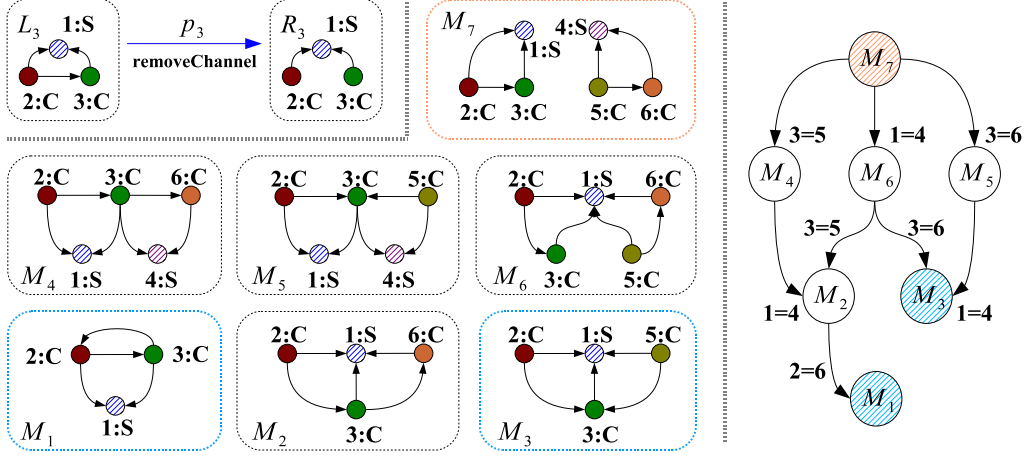 L3 1:S p3 R3 1:S
removeChannel
2:C 3:C 2:C 3:C
M7 4:S
1:S
2:C 3:C 5:C 6:C
2:C 3:C 6:C
M4 1:S 4:S
2:C 3:C 5:C
M5 1:S 4:S
2:C 1:S 6:C
M6 3:C 5:C
2:C 3:C
1:S
M1
2:C 1:S 6:C
M2 3:C
2:C 1:S 5:C
M3 3:C
M7
3=5 1=4 3=6
M4 M6 M5
3=5 3=6
M2 M3
1=4 1=4
2=6
M1